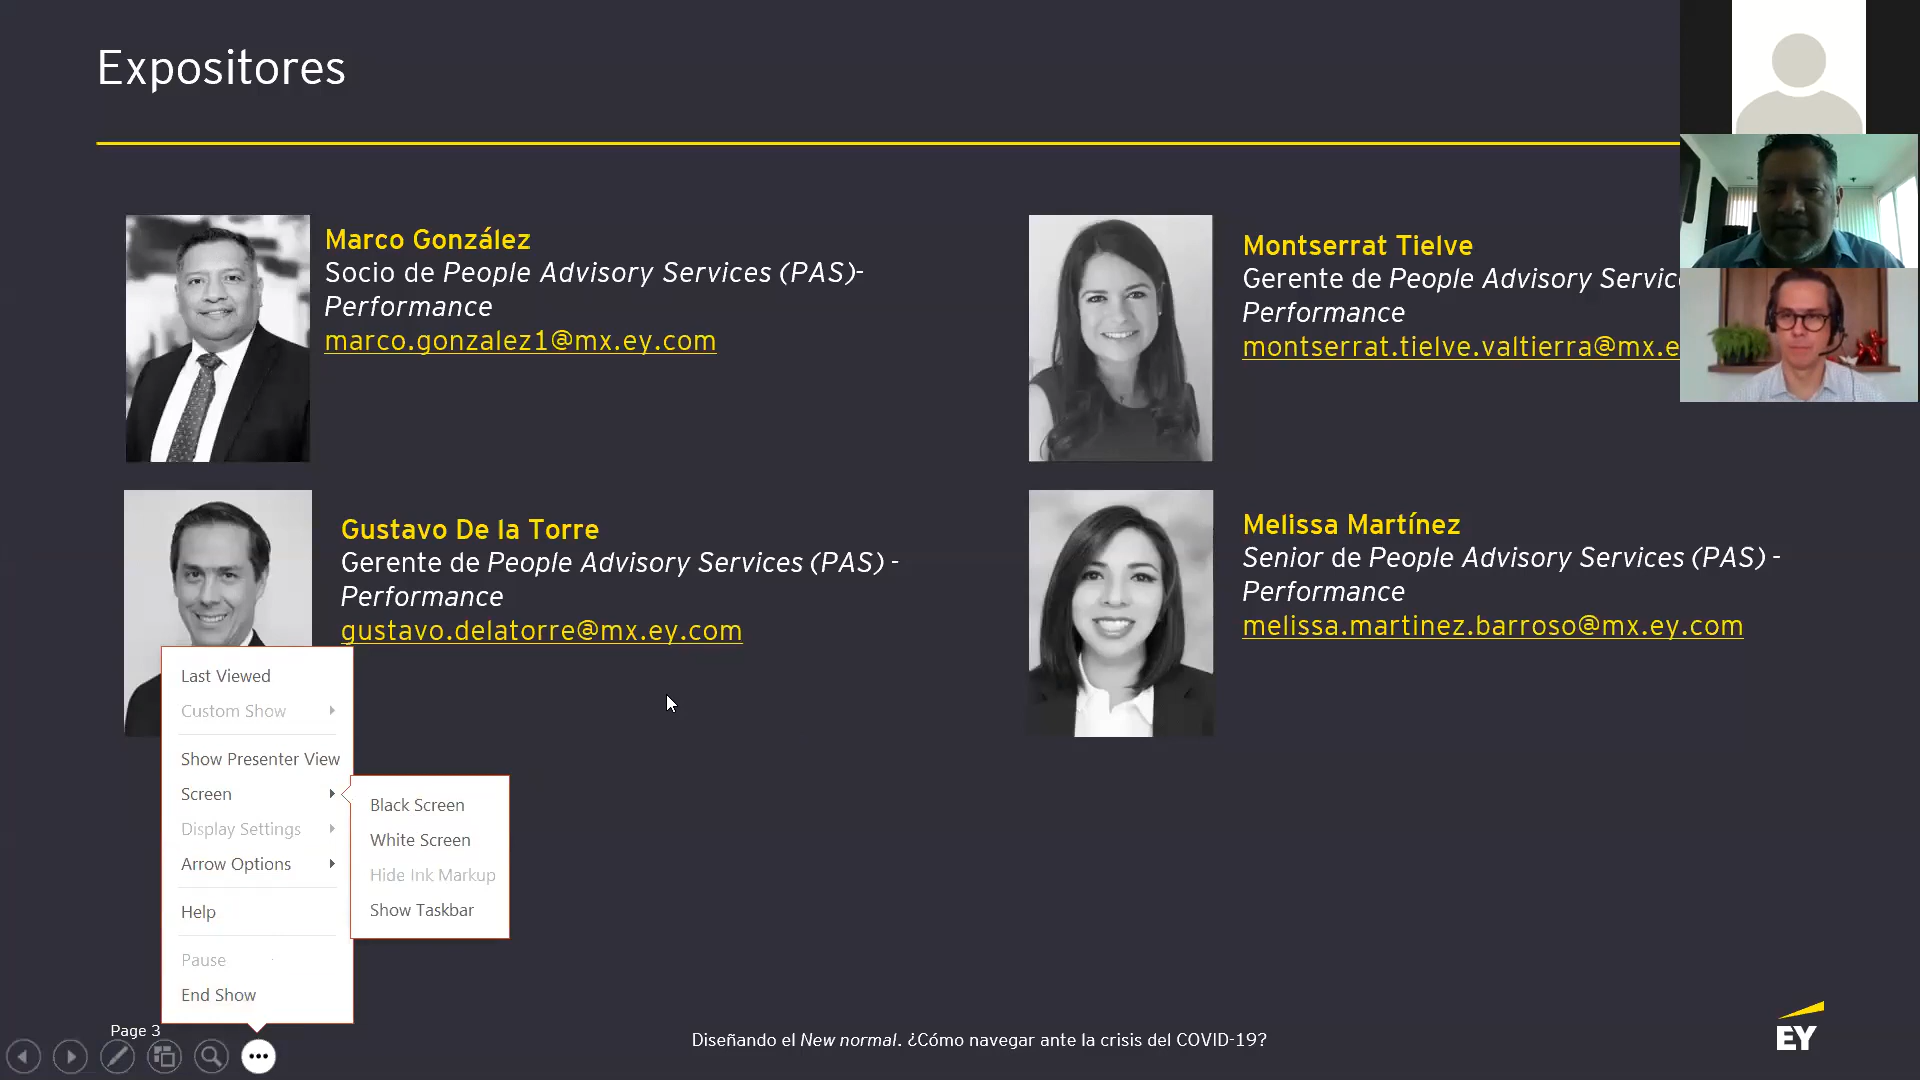 Expositores
Marco González
Socio de People Advisory Services (PAS)-
Performance
marco.gonzalez1@mx.ey.com
Montserrat Tielve
Gerente de People Advisory
Performance
montserrat.tielve.valtierra@mx.e
Gustavo De la Torre
Gerente de People Advisory Services (PAS) -
Performance
gustavo.delatorre@mx.ey.com
Melissa Martínez
Senior de People Advisory Services (PAS) -
Performance
melissa.martinez.barroso@mx.ey.com
Last Viewed
Custom Show
Show Presenter View
Screen
Display Settings
Arrow Options
Help
Pause
End Show
Black Screen
White Screen
Hide Ink Markup
Show Taskbar
Page 3
Diseñando el New normal. ¿Cómo navegar ante la crisis del COVID-19?
EY